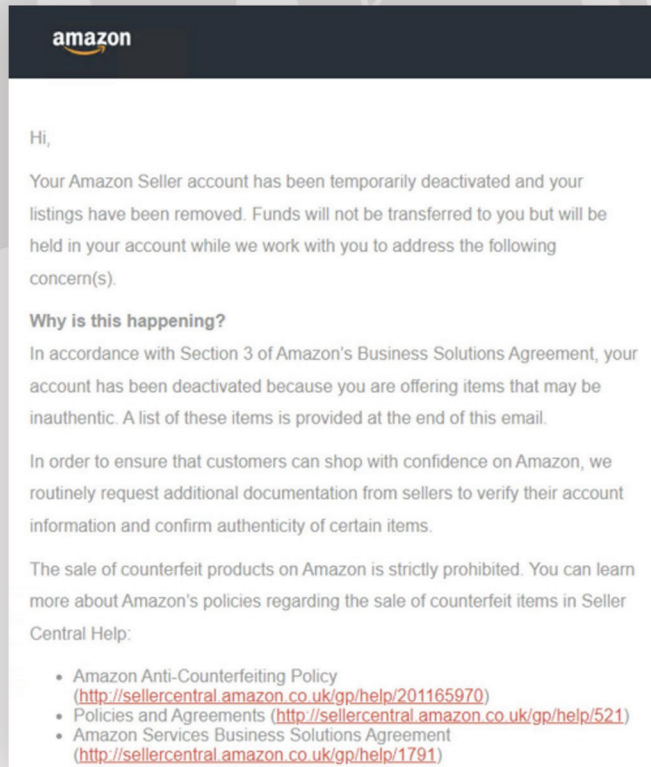 amazon
Hi,
Your Amazon Seller account has been temporarily deactivated and your
listings have been removed. Funds will not be transferred to you but will be
held in your account while we work with you to address the following
concern(s).
Why is this happening?
In accordance with Section 3 of Amazon's Business Solutions Agreement, your
account has been deactivated because you are offering items that may be
inauthentic. A list of these items is provided at the end of this email.
In order to ensure that customers can shop with confidence on Amazon, we
routinely request additional documentation from sellers to verify their account
information and confirm authenticity of certain items.
The sale of counterfeit products on Amazon is strictly prohibited. You can learn
more about Amazon's policies regarding the sale of counterfeit items in Seller
Central Help:
• Amazon Anti-Counterfeiting Policy
(http://sellercentral.amazon.co.uk/gp/help/201165970)
• Policies and Agreements (http://sellercentral.amazon.co.uk/gp/help/521)
• Amazon Services Business Solutions Agreement
(http://sellercentral.amazon.co.uk/gp/help/1791)